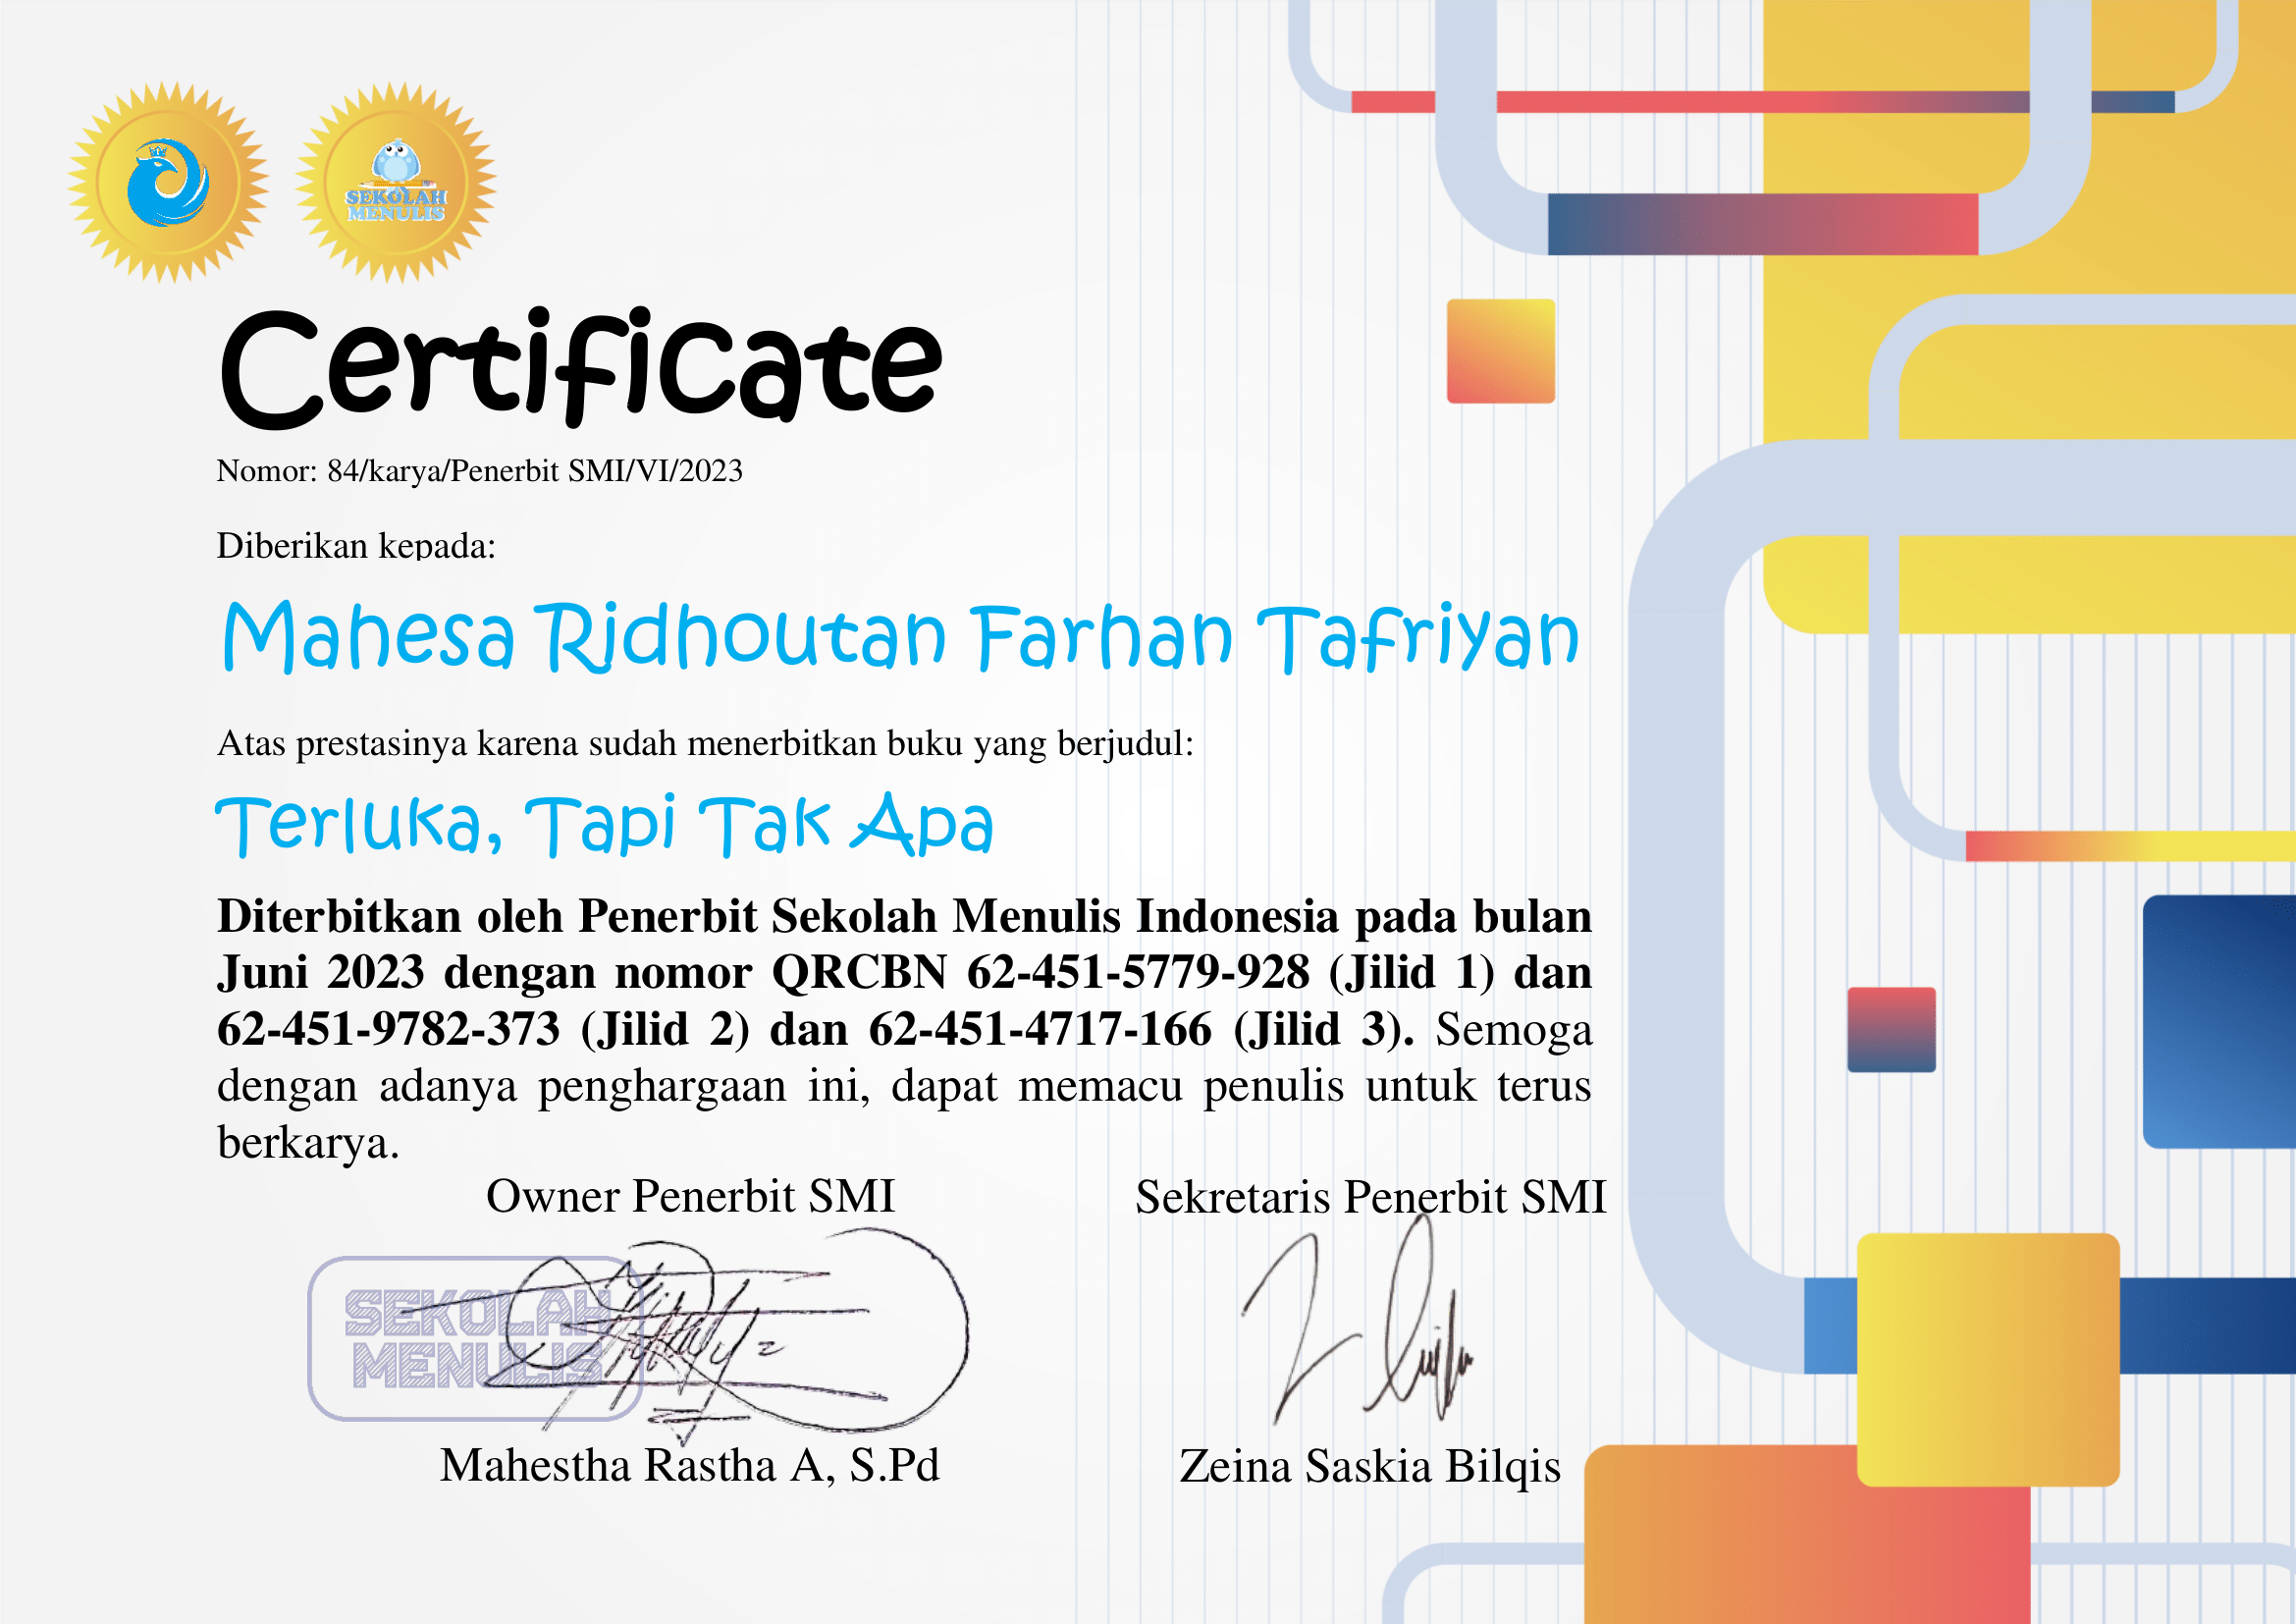 SEKOLAH
MENULIS
Certificate
Nomor: 84/karya/Penerbit SMI/VI/2023
Diberikan kepada:
Mahesa Ridhoutan Farhan Tafriyan
Atas prestasinya karena sudah menerbitkan buku yang berjudul:
Terluka, Tapi Tak Apa
Diterbitkan oleh Penerbit Sekolah Menulis Indonesia pada bulan
Juni 2023 dengan nomor QRCBN 62-451-5779-928 (Jilid 1) dan
62-451-9782-373 (Jilid 2) dan 62-451-4717-166 (Jilid 3). Semoga
dengan adanya penghargaan ini, dapat memacu penulis untuk terus
berkarya.
Owner Penerbit SMI
Sekretaris Penerbit SMI
SEKOLAH
MENULIS
Mahestha Rastha A, S.Pd
Zeina Saskia Bilqis